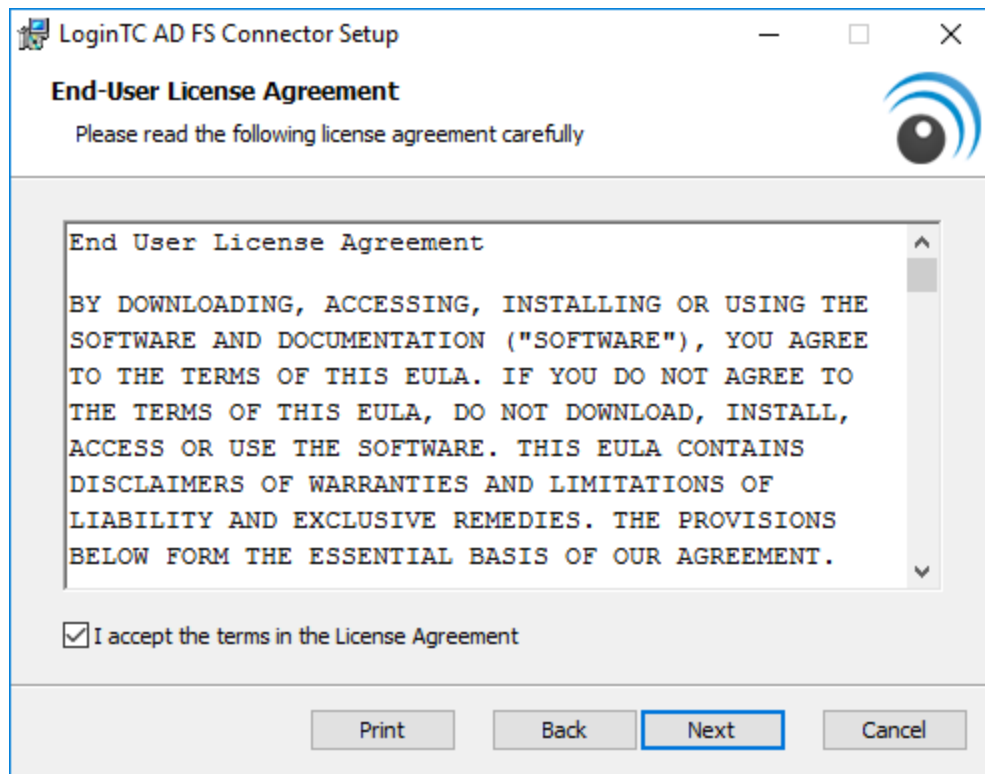 LoginTC AD FS Connector Setup
End-User License Agreement
Please read the following license agreement carefully
End User License Agreement
BY DOWNLOADING, ACCESSING, INSTALLING OR USING THE
SOFTWARE AND DOCUMENTATION ("SOFTWARE"), YOU AGREE
TO THE TERMS OF THIS EULA. IF YOU DO NOT AGREE TO
THE TERMS OF THIS EULA, DO NOT DOWNLOAD, INSTALL,
ACCESS OR USE THE SOFTWARE. THIS EULA CONTAINS
DISCLAIMERS OF WARRANTIES AND LIMITATIONS OF
LIABILITY AND EXCLUSIVE REMEDIES. THE PROVISIONS
BELOW FORM THE ESSENTIAL BASIS OF OUR AGREEMENT.
I accept the terms in the License Agreement
Print Back Next Cancel